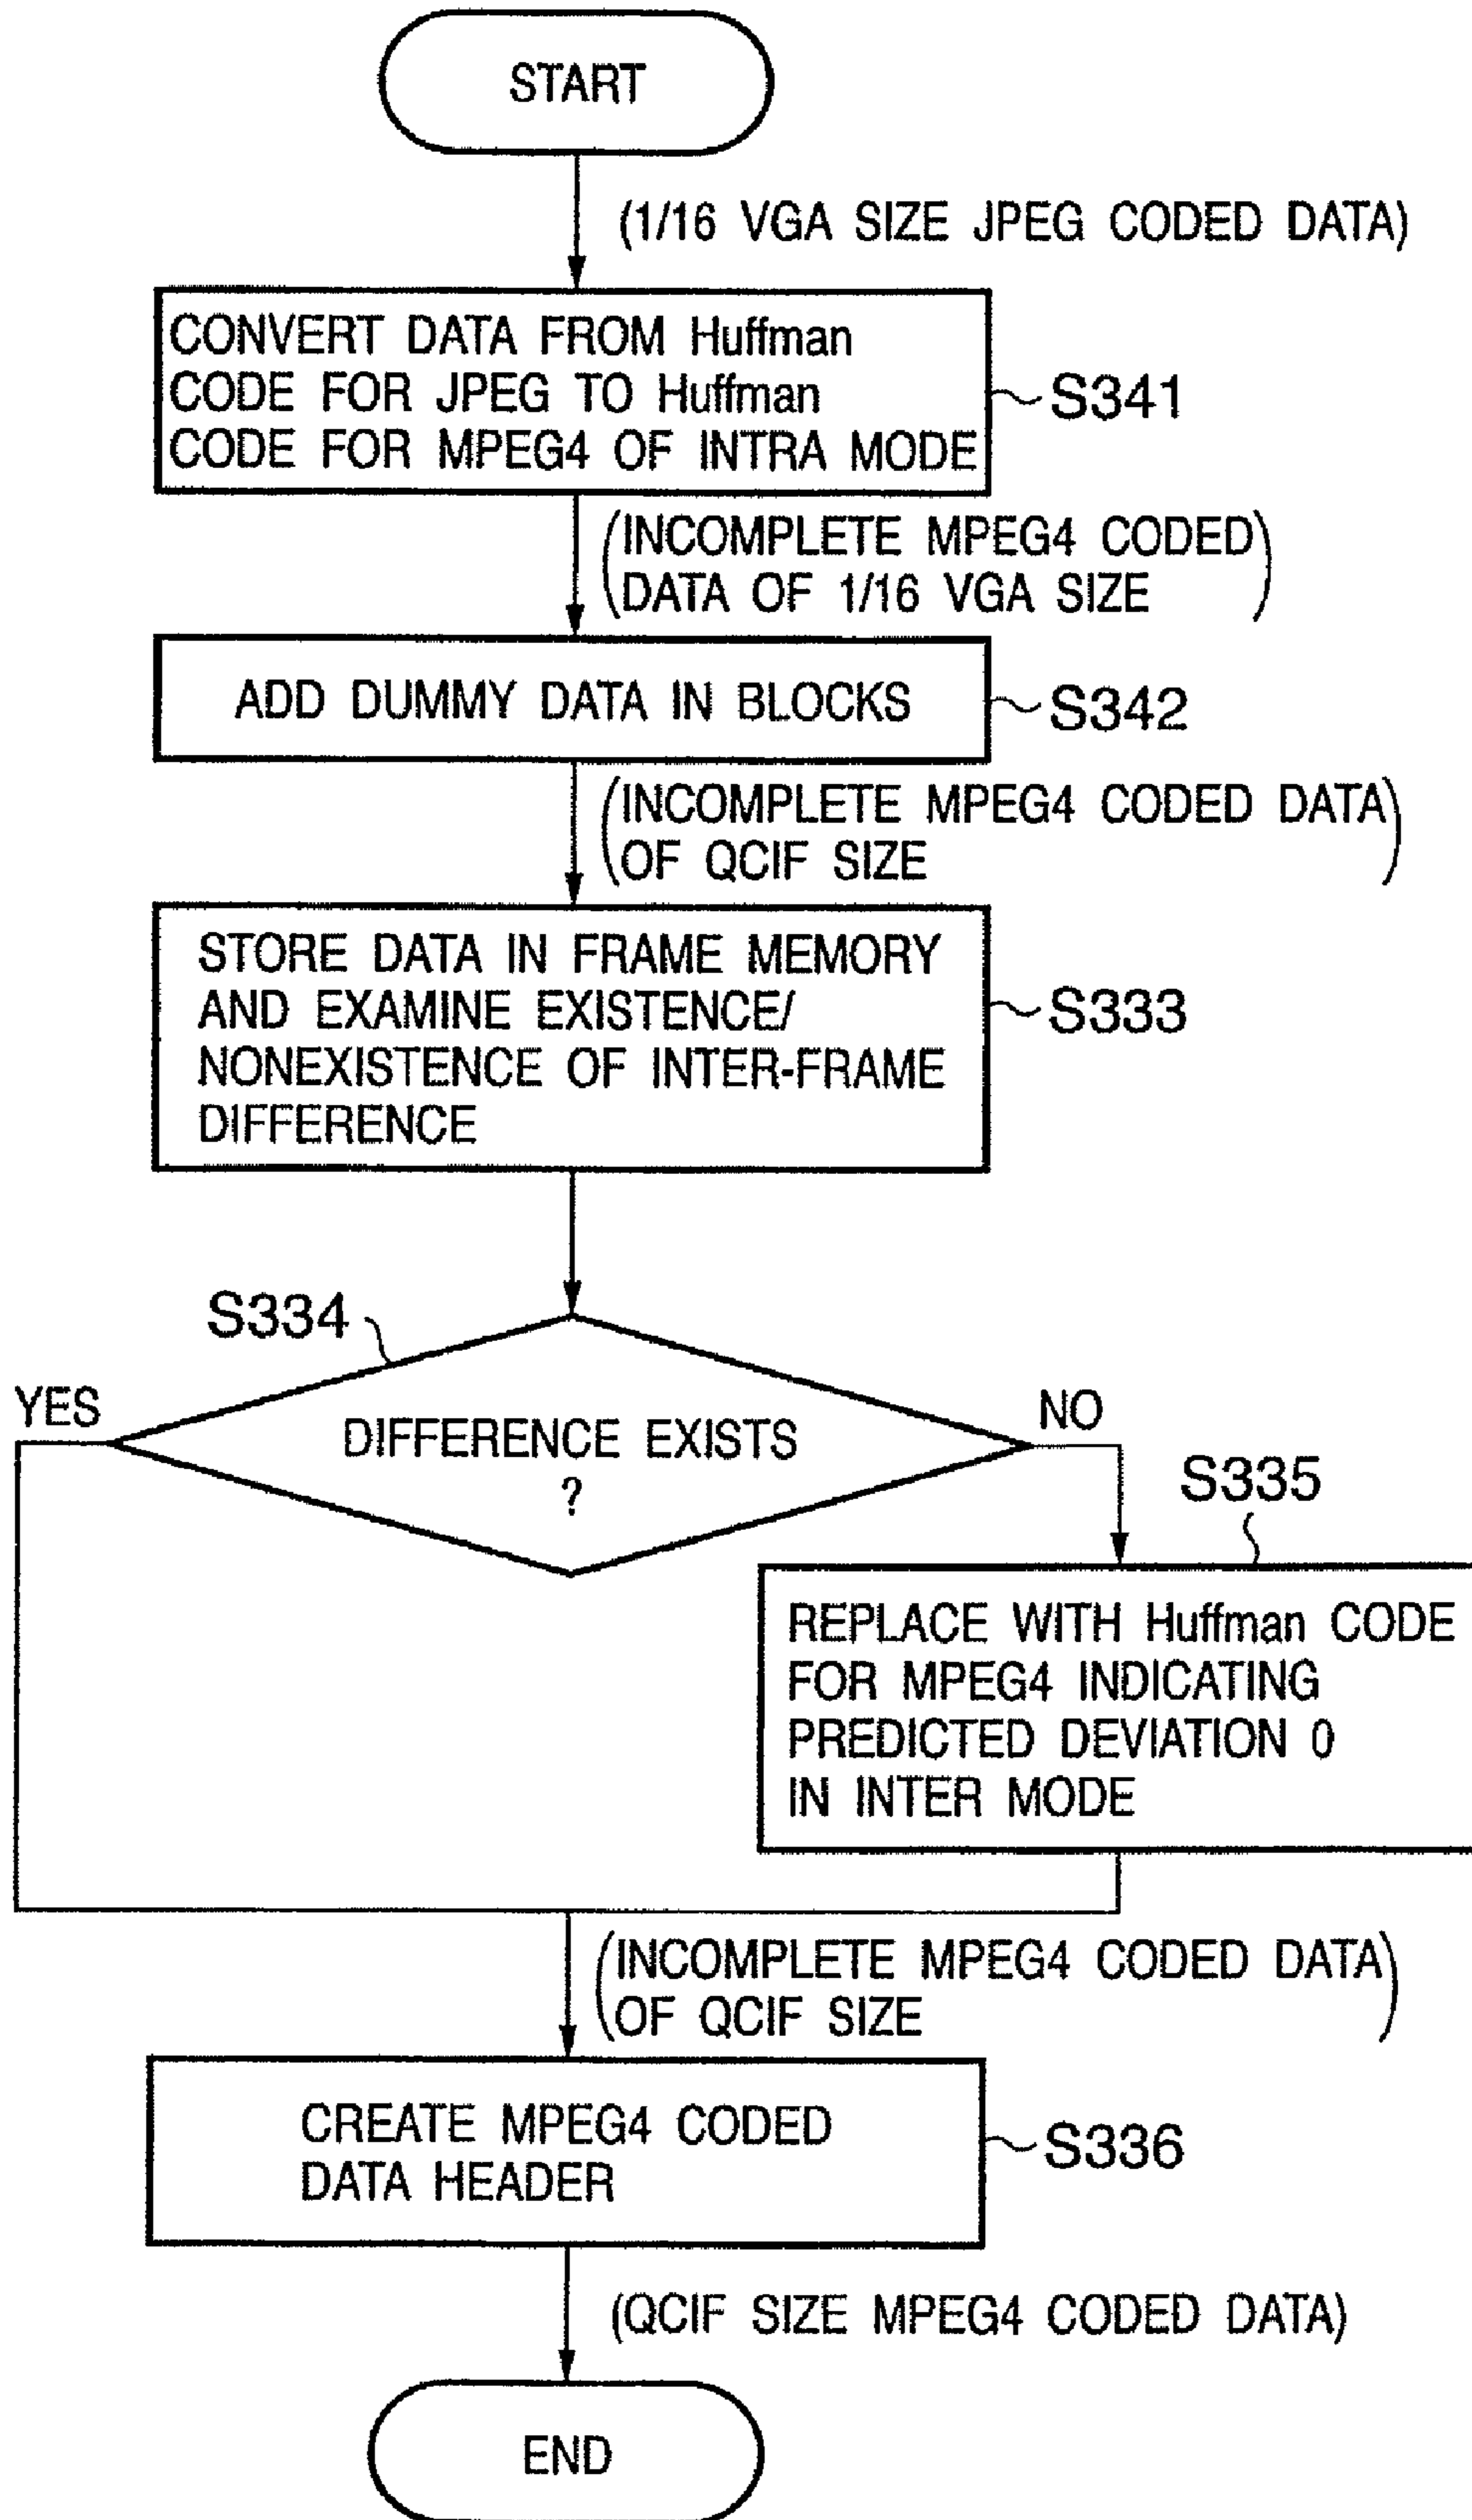 START
(1/16 VGA SIZE JPEG CODED DATA)
CONVERT DATA FROM Huffman
CODE FOR JPEG TO Huffman
CODE FOR MPEG4 OF INTRA MODE
S341
(INCOMPLETE MPEG4 CODED
DATA OF 1/16 VGA SIZE)
ADD DUMMY DATA IN BLOCKS
S342
(INCOMPLETE MPEG4 CODED DATA
OF QCIF SIZE)
STORE DATA IN FRAME MEMORY
AND EXAMINE EXISTENCE/
NONEXISTENCE OF INTER-FRAME
DIFFERENCE
S333
S334
YES
DIFFERENCE EXISTS
?
NO
S335
REPLACE WITH Huffman CODE
FOR MPEG4 INDICATING
PREDICTED DEVIATION 0
IN INTER MODE
(INCOMPLETE MPEG4 CODED DATA
OF QCIF SIZE)
CREATE MPEG4 CODED
DATA HEADER
S336
(QCIF SIZE MPEG4 CODED DATA)
END